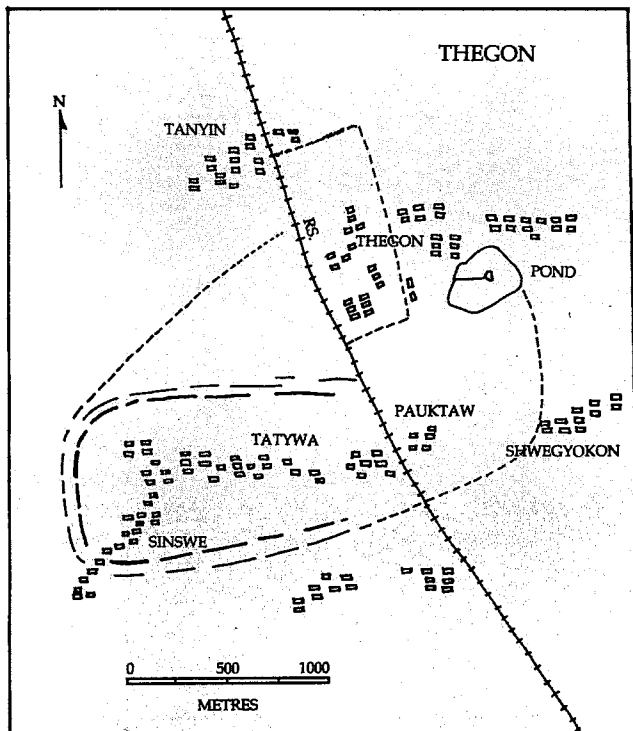 THEGON
N
TANYIN
RS.
THEGON
POND
PAUKTAW
TATYWA
SHWEGYOKON
SINSWE
0 500 1000
METRES